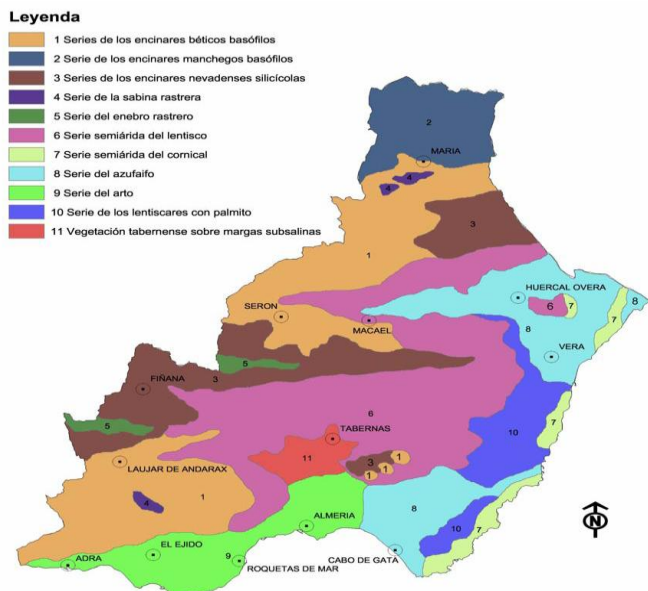 Leyenda
1 Series de los encinares béticos basófilos
2 Serie de los encinares manchegos basófilos
3 Series de los encinares nevadenses silicícolas
4 Serie de la sabina rastrera
5 Serie del enebro rastrero
6 Serie semiárida del lentisco
7 Serie semiárida del cornical
8 Serie del azufaifo
9 Serie del arto
10 Serie de los lentiscares con palmito
11 Vegetación tabernense sobre margas subsalinas
2
MARIA
4
4
3
1
HUERCAL OVERA
8
6
7
7
SERON
MACAEL
8
VERA
5
FIÑANA
3
6
7
5
TABERNAS
10
11
3
1
1
1
LAUJAR DE ANDARAX
4
1
8
ALMERIA
10
7
N
EL EJIDO
ADRA
9
ROQUETAS DE MAR
CABO DE GATA